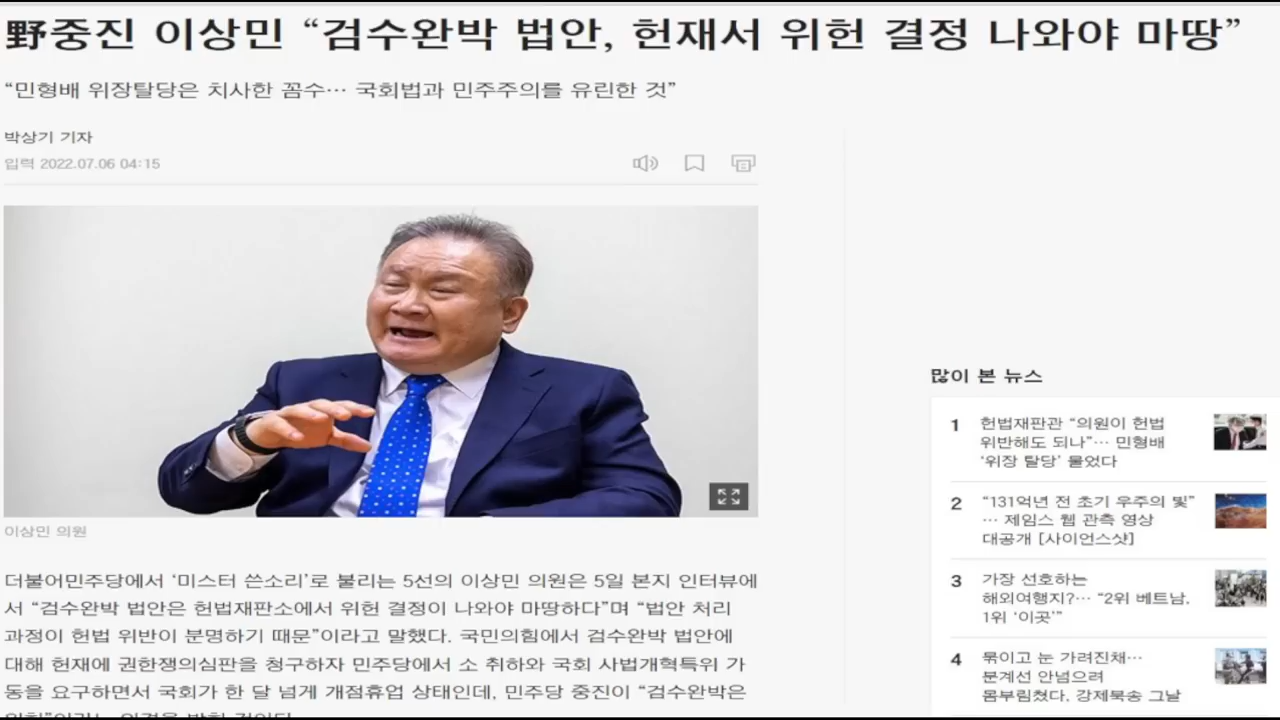 野중진 이상민 “검수완박 법안, 헌재서 위헌 결정 나와야 마땅”
“민형배 위장탈당은 치사한 꼼수… 국회법과 민주주의를 유린한 것”
박상기 기자
입력 2022.07.06 04:15
이상민 의원
더불어민주당에서 ‘미스터 쓴소리’로 불리는 5선의 이상민 의원은 5일 본지 인터뷰에
서 “검수완박 법안은 헌법재판소에서 위헌 결정이 나와야 마땅하다”며 “법안 처리
과정이 헌법 위반이 분명하기 때문”이라고 말했다. 국민의힘에서 검수완박 법안에
대해 헌재에 권한쟁의심판을 청구하자 민주당에서 소 취하와 국회 사법개혁특위 가
동을 요구하면서 국회가 한 달 넘게 개점휴업 상태인데, 민주당 중진이 “검수완박은
많이 본 뉴스
1 헌법재판관 “의원이 헌법
위반해도 되나”… 민형배
‘위장 탈당’ 물었다
2 “131억년 전 초기 우주의 빛”
… 제임스 웹 관측 영상
대공개 [사이언스샷]
3 가장 선호하는
해외여행지?… “2위 베트남,
1위 ‘이곳’”
4 묶이고 눈 가려진채…
분계선 안넘으려
몸부림쳤다, 강제북송 그날